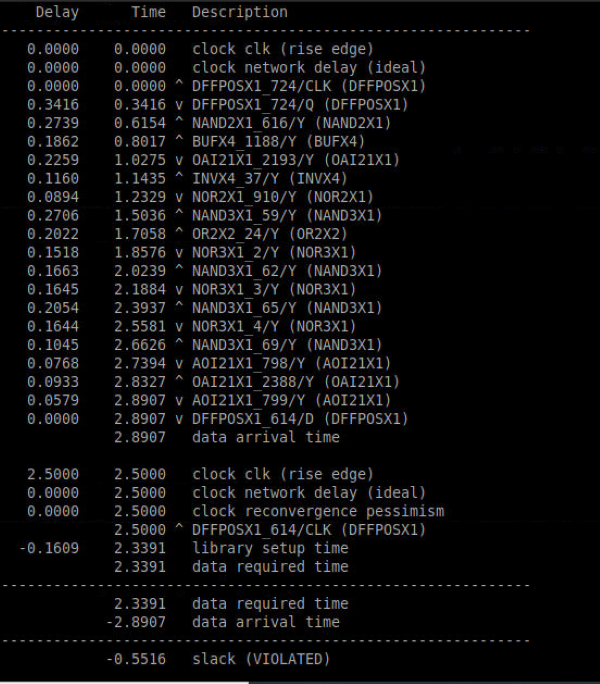 Delay Time Description
-----------------------------------------------------------
0.0000 0.0000 clock clk (rise edge)
0.0000 0.0000 clock network delay (ideal)
0.0000 0.0000 ^ DFFPOSX1_724/CLK (DFFPOSX1)
0.3416 0.3416 v DFFPOSX1_724/Q (DFFPOSX1)
0.2739 0.6154 ^ NAND2X1_616/Y (NAND2X1)
0.1862 0.8017 ^ BUFX4_1188/Y (BUFX4)
0.2259 1.0275 v OAI21X1_2193/Y (OAI21X1)
0.1160 1.1435 ^ INVX4_37/Y (INVX4)
0.0894 1.2329 v NOR2X1_910/Y (NOR2X1)
0.2706 1.5036 ^ NAND3X1_59/Y (NAND3X1)
0.2022 1.7058 ^ OR2X2_24/Y (OR2X2)
0.1518 1.8576 v NOR3X1_2/Y (NOR3X1)
0.1663 2.0239 ^ NAND3X1_62/Y (NAND3X1)
0.1645 2.1884 v NOR3X1_3/Y (NOR3X1)
0.2054 2.3937 ^ NAND3X1_65/Y (NAND3X1)
0.1644 2.5581 v NOR3X1_4/Y (NOR3X1)
0.1045 2.6626 ^ NAND3X1_69/Y (NAND3X1)
0.0768 2.7394 v AOI21X1_798/Y (AOI21X1)
0.0933 2.8327 ^ OAI21X1_2388/Y (OAI21X1)
0.0579 2.8907 v AOI21X1_799/Y (AOI21X1)
0.0000 2.8907 v DFFPOSX1_614/D (DFFPOSX1)
2.8907 data arrival time
2.5000 2.5000 clock clk (rise edge)
0.0000 2.5000 clock network delay (ideal)
0.0000 2.5000 clock reconvergence pessimism
2.5000 ^ DFFPOSX1_614/CLK (DFFPOSX1)
-0.1609 2.3391 library setup time
2.3391 data required time
-----------------------------------------------------------
2.3391 data required time
-2.8907 data arrival time
-----------------------------------------------------------
-0.5516 slack (VIOLATED)